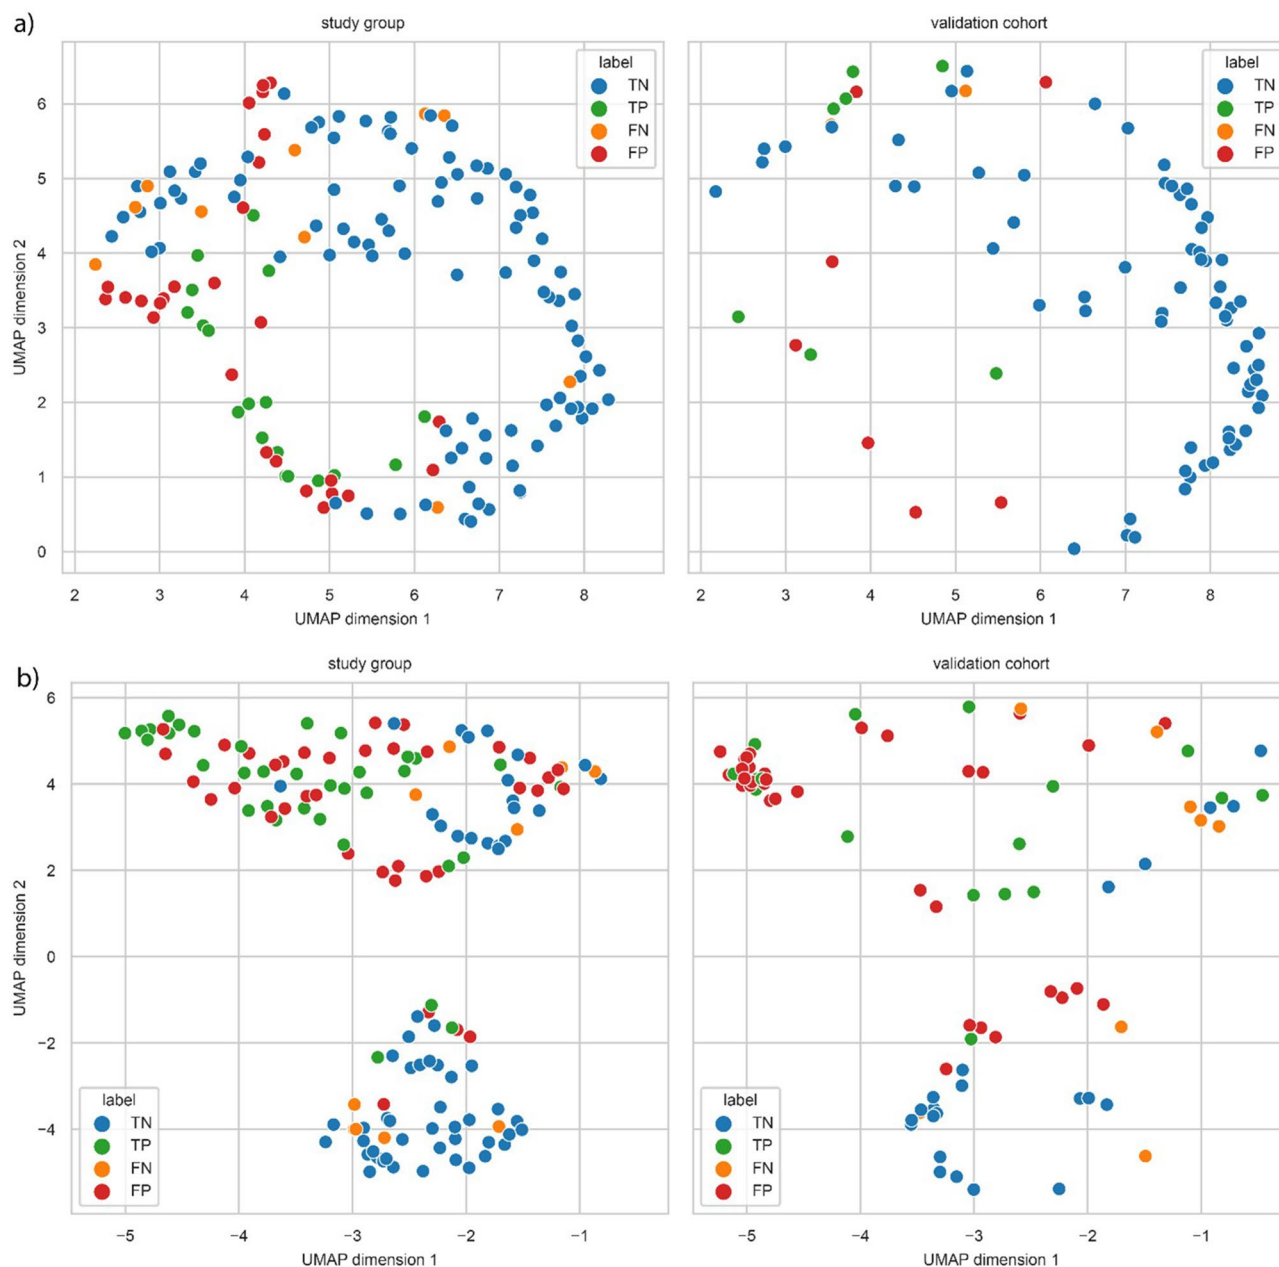 a)
study group
validation cohort
label
TN
TP
FN
FP
label
TN
TP
FN
FP
UMAP dimension 2
6
5
4
3
2
1
0
2 3 4 5 6 7 8
2 3 4 5 6 7 8
UMAP dimension 1
UMAP dimension 1
b)
study group
validation cohort
UMAP dimension 2
6
4
2
0
−2
−4
label
TN
TP
FN
FP
label
TN
TP
FN
FP
−5 −4 −3 −2 −1
−5 −4 −3 −2 −1
UMAP dimension 1
UMAP dimension 1